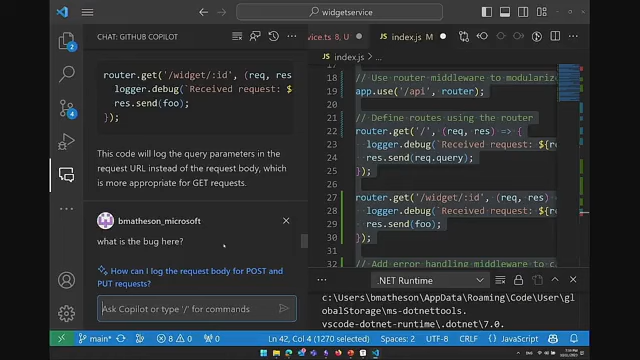 widgetservice
CHAT: GITHUB COPILOT
vice.ts 8, U
index.js M
index.js > ...
router.get('/widget/:id', (req, res
logger.debug(`Received request: $
res.send(foo);
});
This code will log the query parameters in the
request URL instead of the request body, which
is more appropriate for GET requests.
bmatheson_microsoft
what is the bug here?
How can I log the request body for POST and
PUT requests?
Ask Copilot or type '/' for commands
17
18 // Use router middleware to modulariz
19 app.use('/api', router);
20
21 // Define routes using the router
22 router.get('/', (req, res) => {
23 logger.debug(`Received request: ${r
24 res.send(req.query);
25 });
26
27 router.get('/widget/:id', (req, res)
28 logger.debug(`Received request: ${r
29 res.send(foo);
30 });
31
32 // Add error handling middleware to c
.NET Runtime
c:\Users\bmatheson\AppData\Roaming\Code\User\glo
balStorage\ms-dotnettools.
vscode-dotnet-runtime\.dotnet\7.0.
main*
8
0
0
Ln 42, Col 4 (1270 selected)
Spaces: 2
UTF-8
CRLF
{} JavaScript